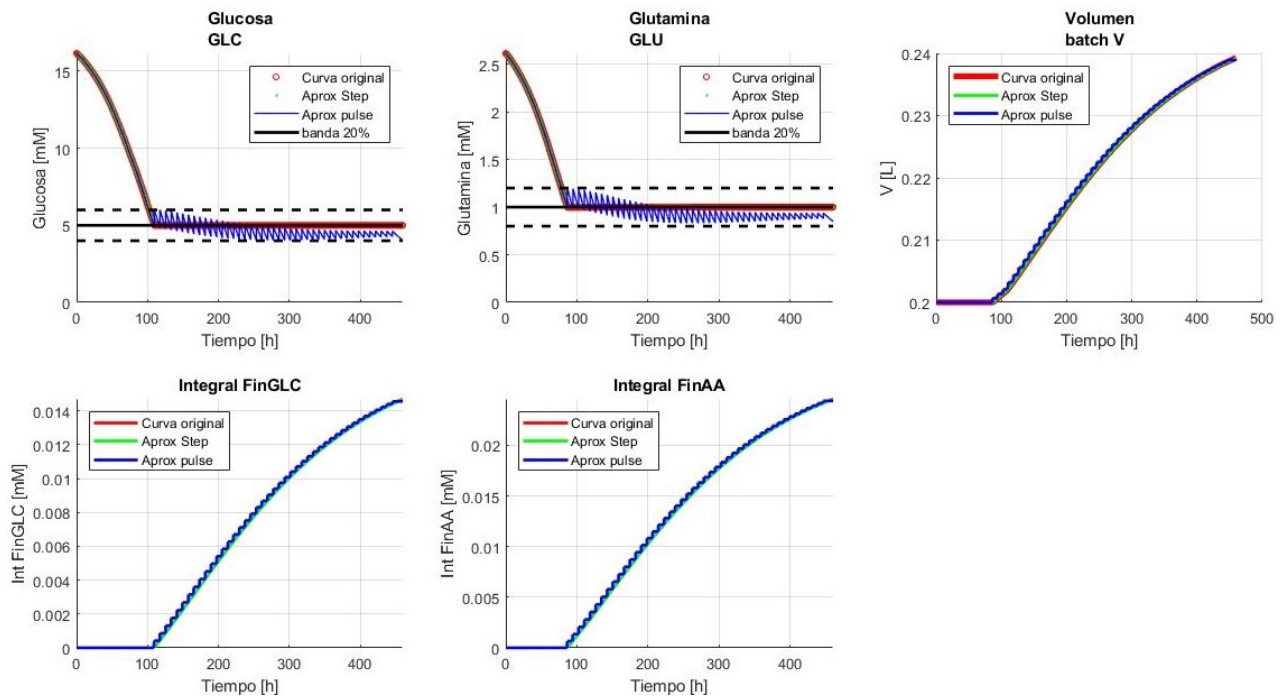 Glucosa
GLC
Glucosa [mM]
15
10
5
0
0 100 200 300 400
Tiempo [h]
Curva original
Aprox Step
Aprox pulse
banda 20%
Glutamina
GLU
Glutamina [mM]
2.5
2
1.5
1
0.5
0
0 100 200 300 400
Tiempo [h]
Curva original
Aprox Step
Aprox pulse
banda 20%
Volumen
batch V
V [L]
0.24
0.23
0.22
0.21
0.2
0 100 200 300 400 500
Tiempo [h]
Curva original
Aprox Step
Aprox pulse
Integral FinGLC
Int FinGLC [mM]
0.014
0.012
0.01
0.008
0.006
0.004
0.002
0
0 100 200 300 400
Tiempo [h]
Curva original
Aprox Step
Aprox pulse
Integral FinAA
Int FinAA [mM]
0.02
0.015
0.01
0.005
0
0 100 200 300 400
Tiempo [h]
Curva original
Aprox Step
Aprox pulse